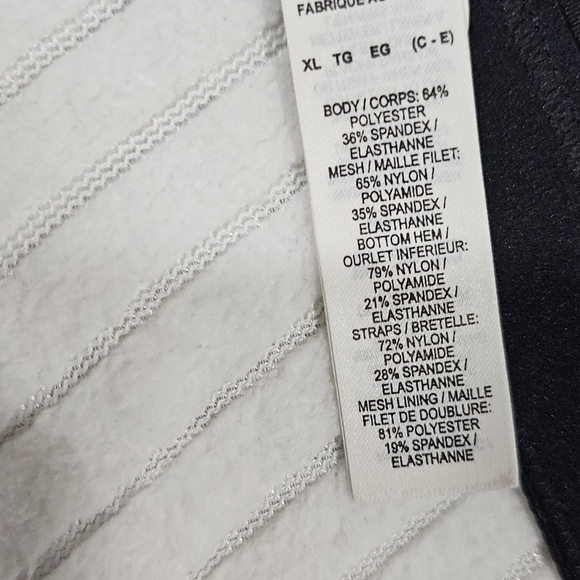 FABRIQUE A
XL TG EG (C - E)
BODY / CORPS: 64%
POLYESTER
36% SPANDEX /
ELASTHANNE
MESH / MAILLE FILET:
65% NYLON /
POLYAMIDE
35% SPANDEX /
ELASTHANNE
BOTTOM HEM /
OURLET INFERIEUR:
79% NYLON /
POLYAMIDE
21% SPANDEX /
ELASTHANNE
STRAPS / BRETELLE:
72% NYLON /
POLYAMIDE
28% SPANDEX /
ELASTHANNE
MESH LINING / MAILLE
FILET DE DOUBLURE:
81% POLYESTER
19% SPANDEX /
ELASTHANNE